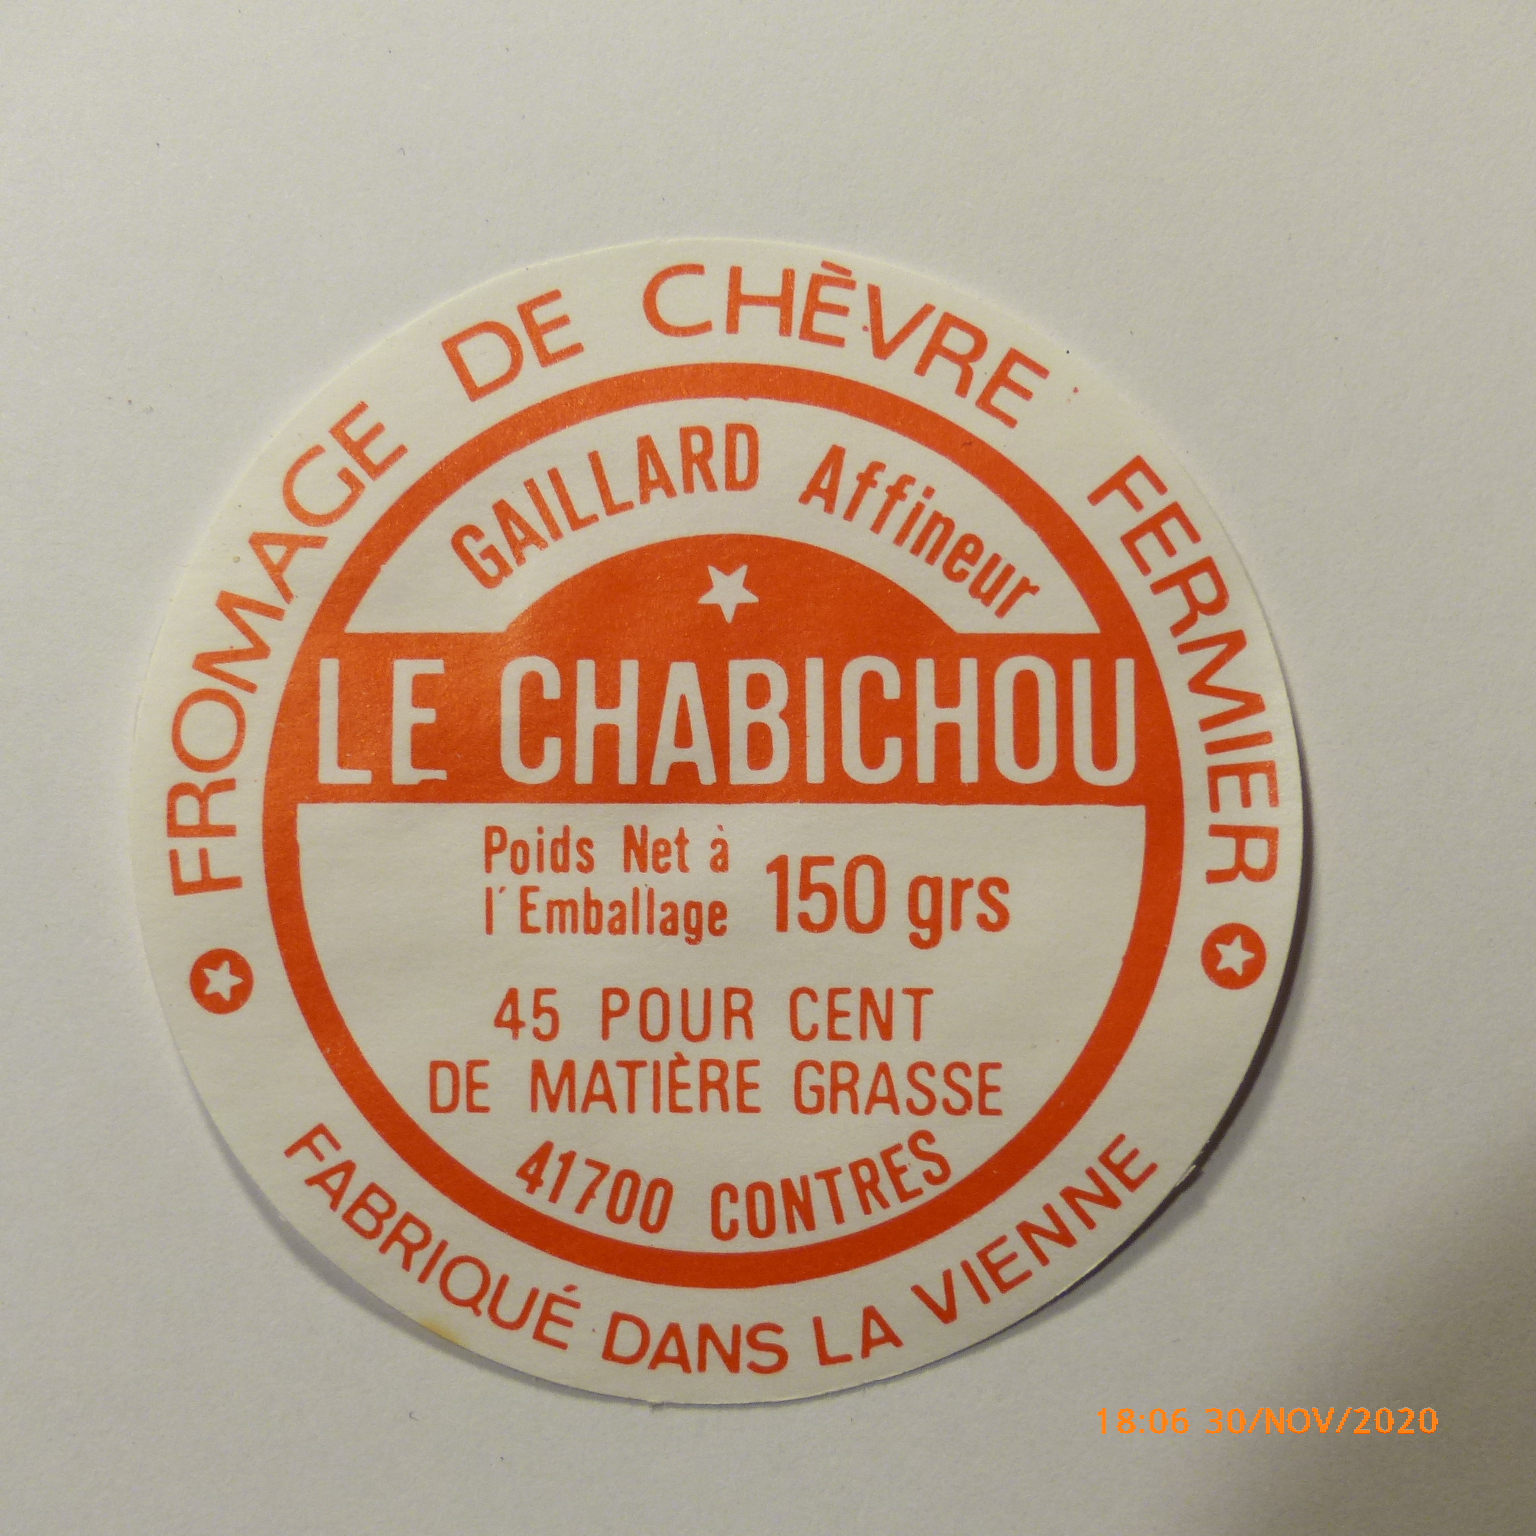 FROMAGE DE CHÈVRE FERMIER
GAILLARD Affineur
LE CHABICHOU
Poids Net à
l'Emballage
150 grs
45 POUR CENT
DE MATIÈRE GRASSE
41700 CONTRES
FABRIQUÉ DANS LA VIENNE
18:06 30/NOV/2020